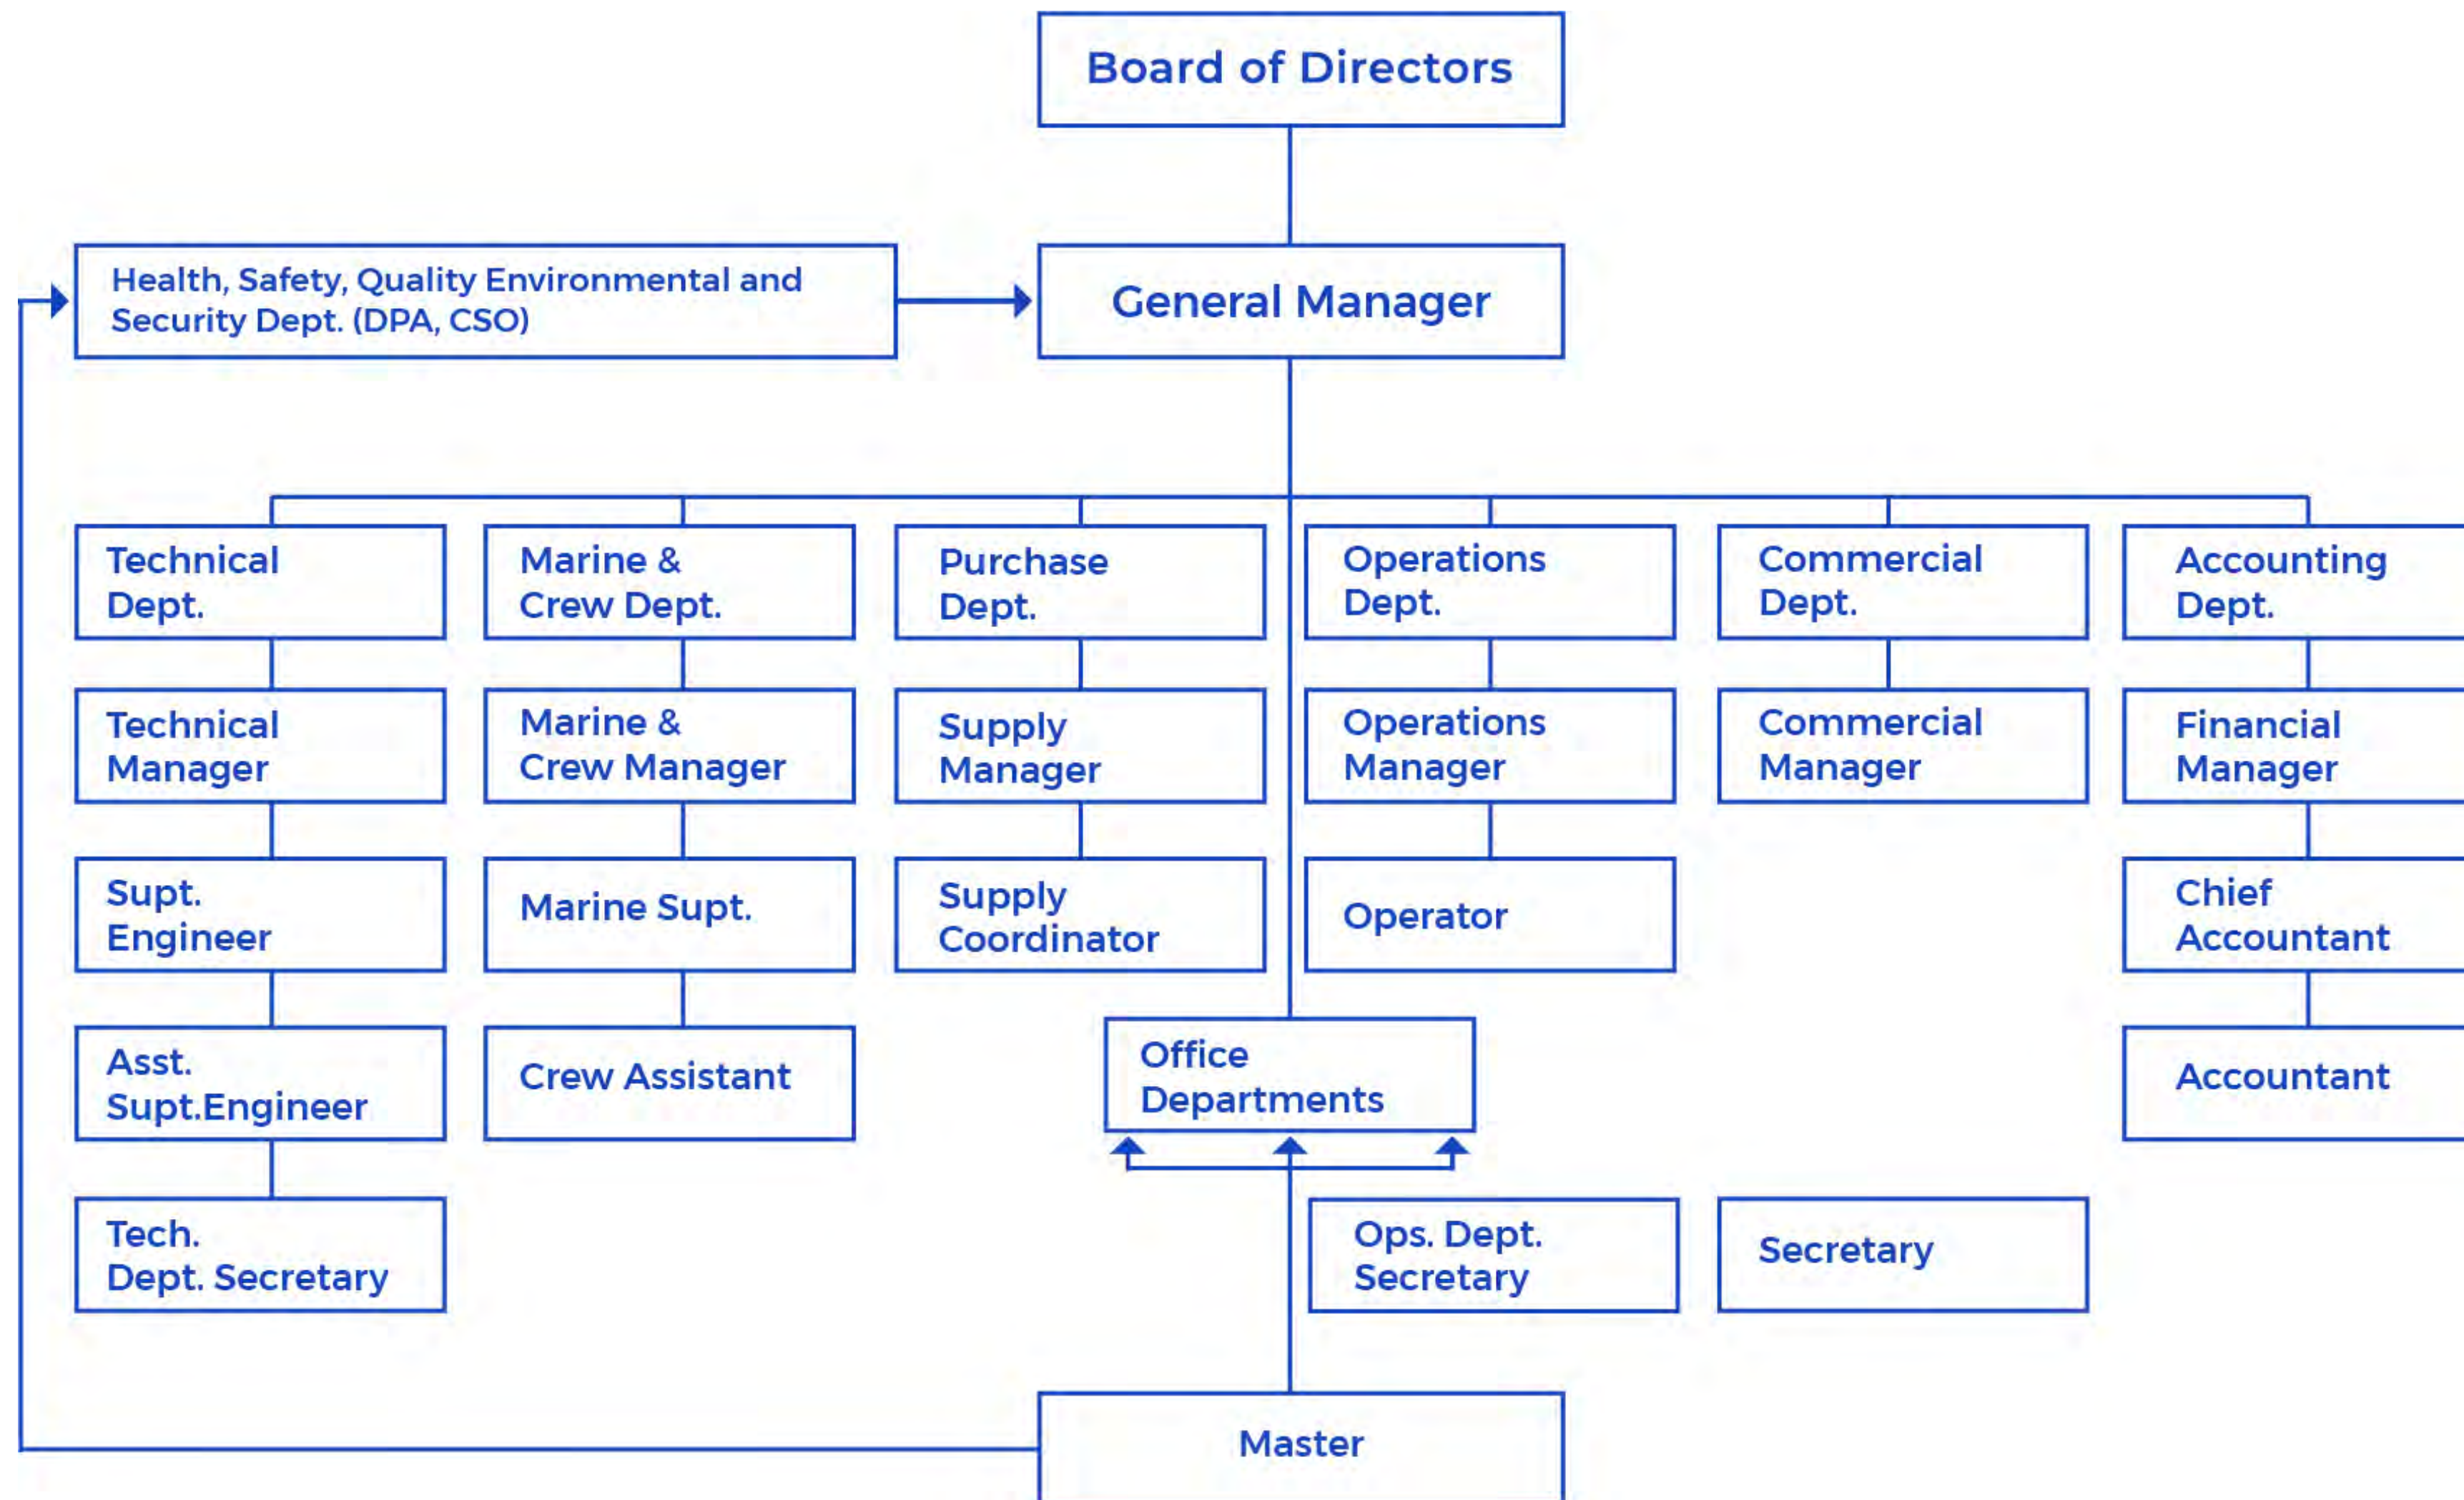 Board of Directors
Health, Safety, Quality Environmental and
Security Dept. (DPA, CSO)
General Manager
Technical
Dept.
Marine &
Crew Dept.
Purchase
Dept.
Operations
Dept.
Commercial
Dept.
Accounting
Dept.
Technical
Manager
Marine &
Crew Manager
Supply
Manager
Operations
Manager
Commercial
Manager
Financial
Manager
Supt.
Engineer
Marine Supt.
Supply
Coordinator
Operator
Chief
Accountant
Asst.
Supt.Engineer
Crew Assistant
Office
Departments
Accountant
Tech.
Dept. Secretary
Ops. Dept.
Secretary
Secretary
Master